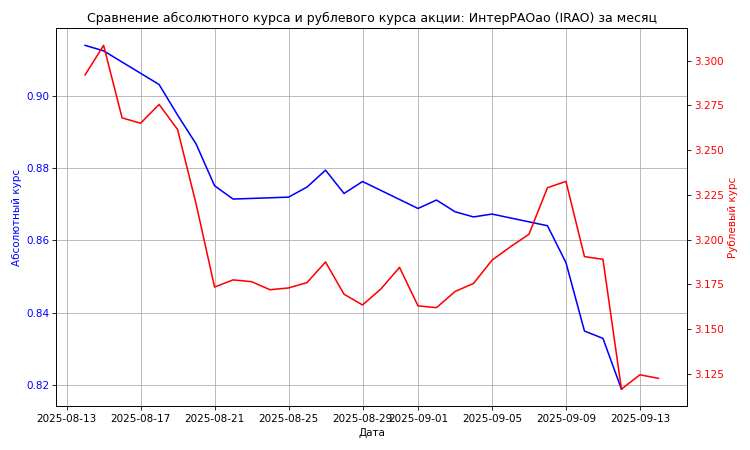 Сравнение абсолютного курса и рублевого курса акции: ИнтерРАОао (IRAO) за месяц
Абсолютный курс
0.90
0.88
0.86
0.84
0.82
3.300
3.275
3.250
3.225
3.200
3.175
3.150
3.125
Рублевый курс
2025-08-13 2025-08-17 2025-08-21 2025-08-25 2025-08-29 2025-09-01 2025-09-05 2025-09-09 2025-09-13
Дата